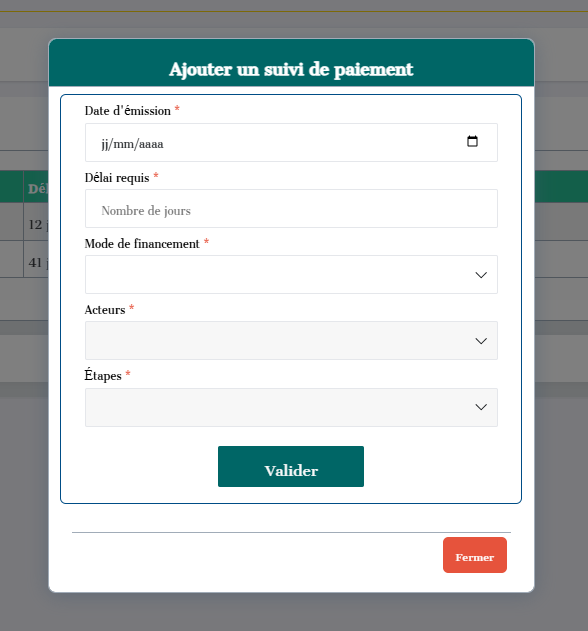 Ajouter un suivi de paiement
Date d'émission *
jj/mm/aaaa
Délai requis *
Nombre de jours
Mode de financement *
Acteurs *
Étapes *
Valider
Fermer
12
41